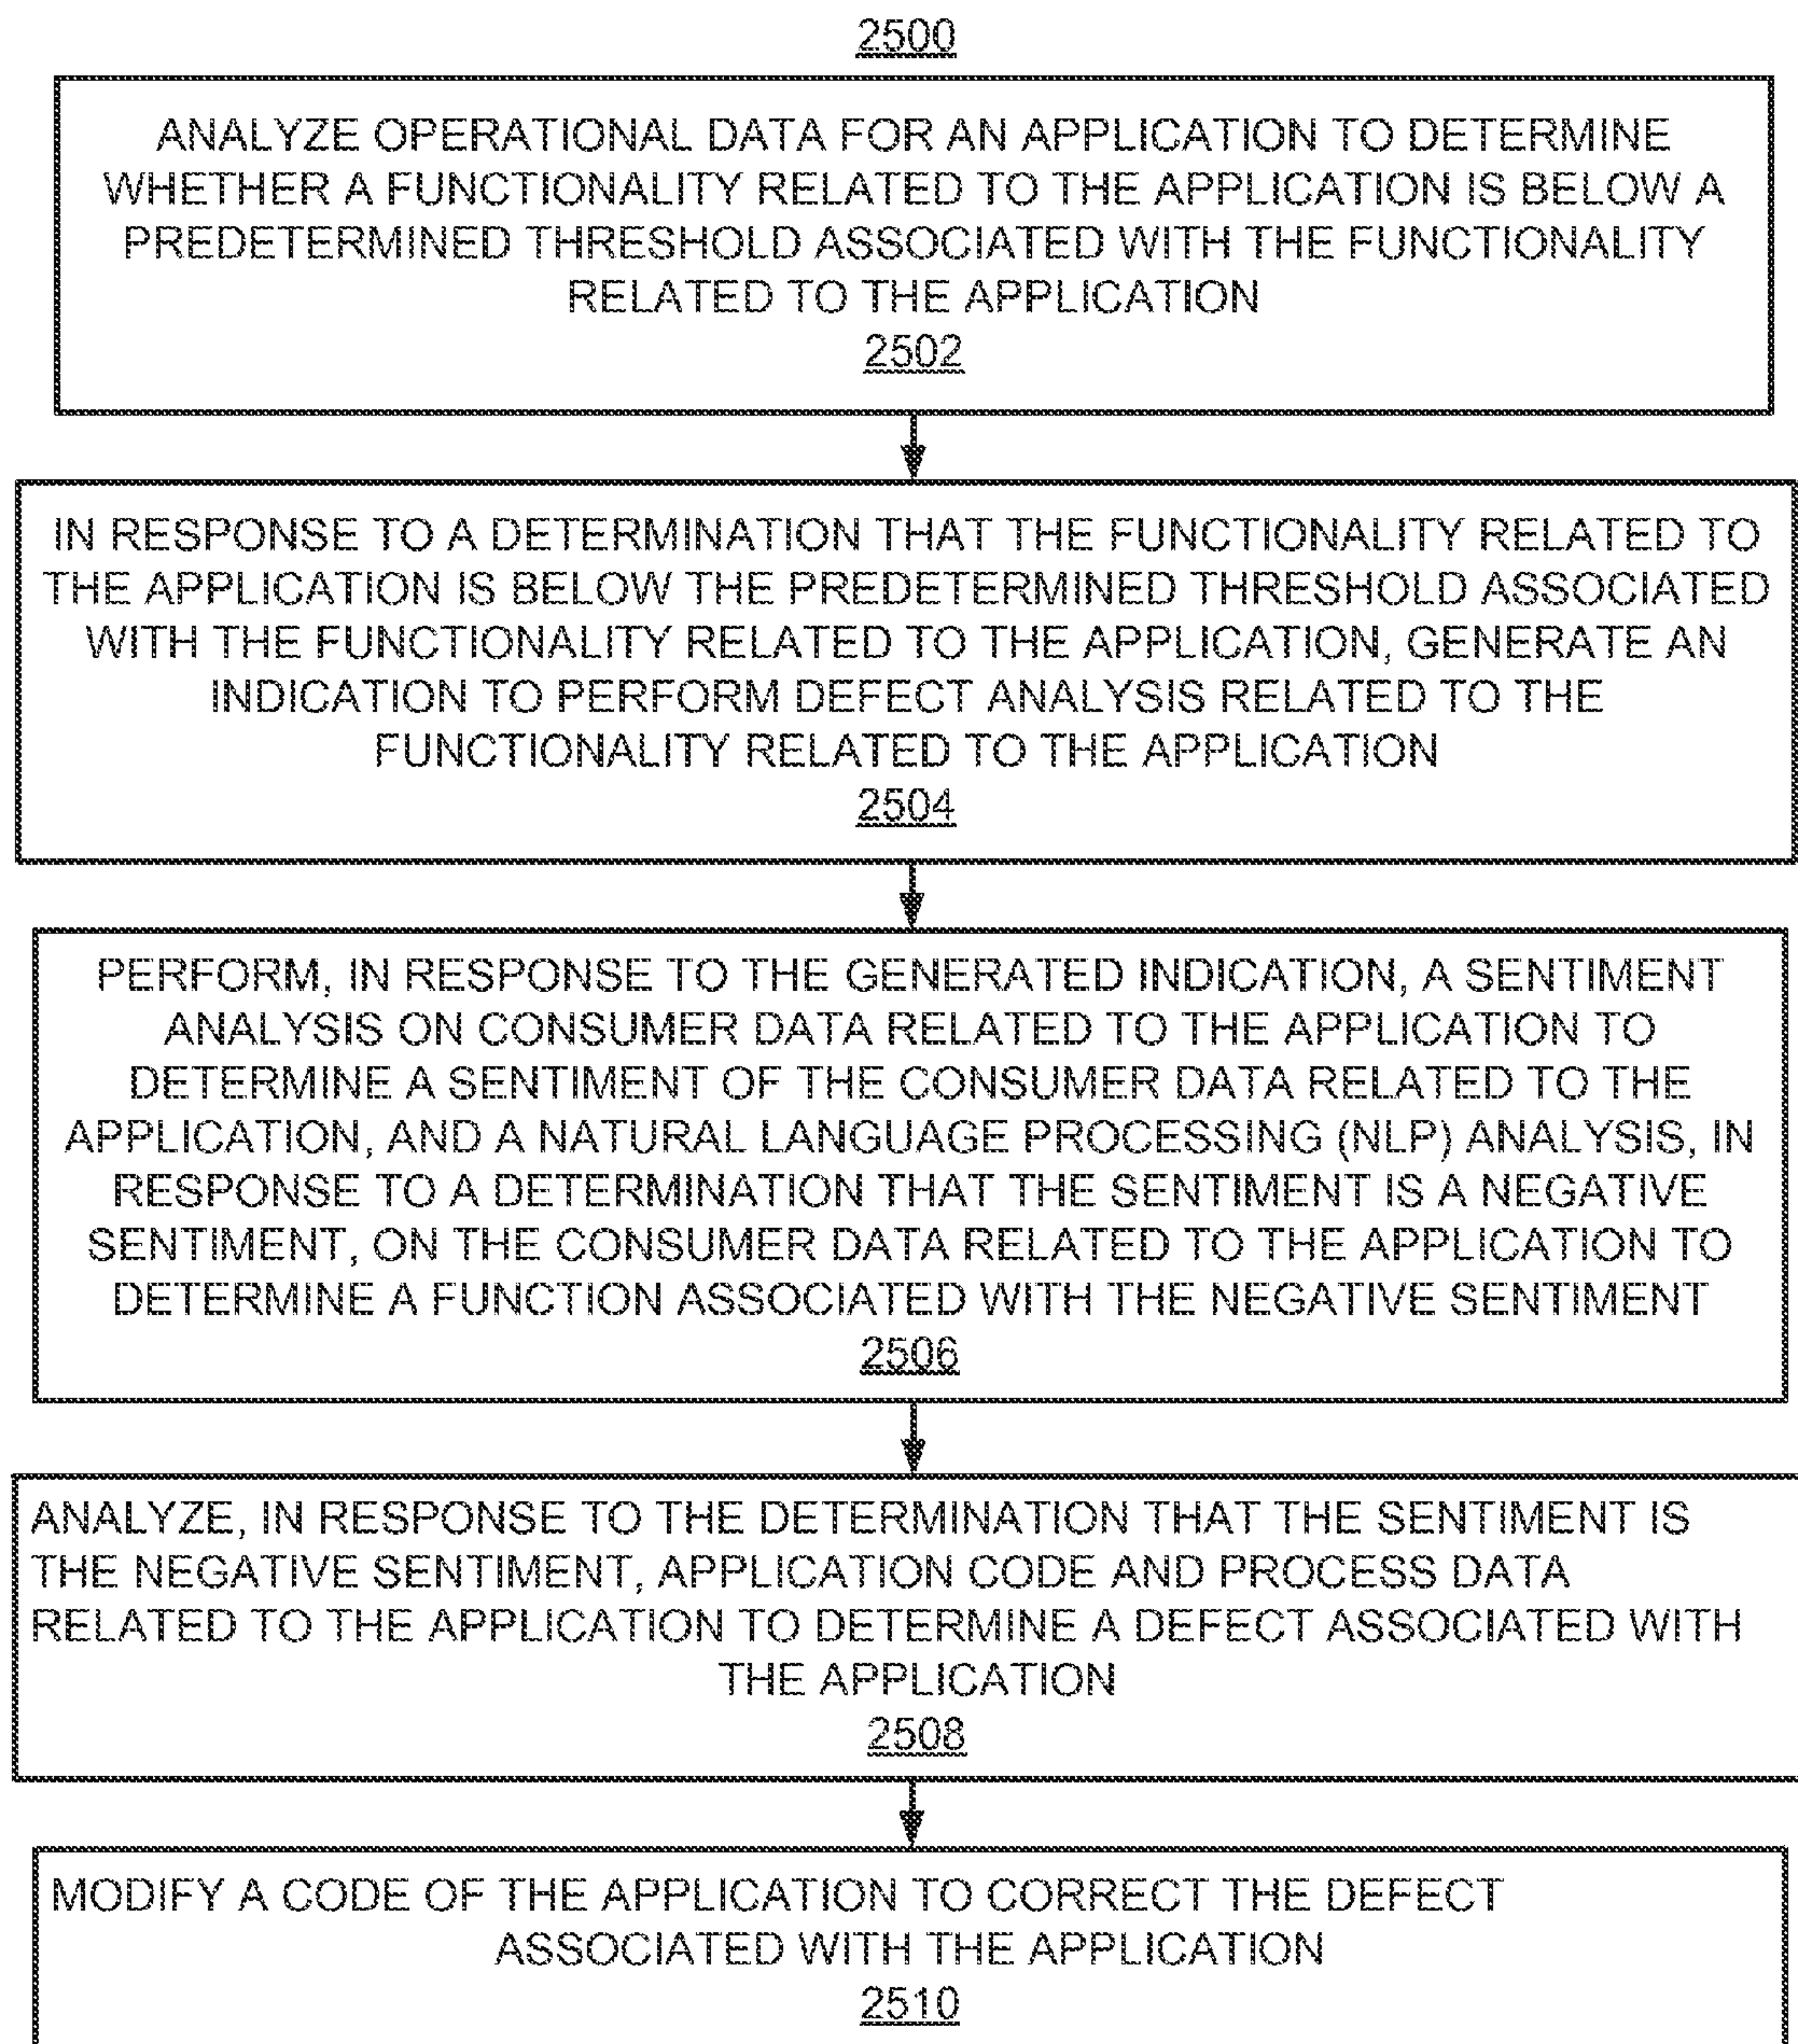 2500
ANALYZE OPERATIONAL DATA FOR AN APPLICATION TO DETERMINE
WHETHER A FUNCTIONALITY RELATED TO THE APPLICATION IS BELOW A
PREDETERMINED THRESHOLD ASSOCIATED WITH THE FUNCTIONALITY
RELATED TO THE APPLICATION
2502
IN RESPONSE TO A DETERMINATION THAT THE FUNCTIONALITY RELATED TO
THE APPLICATION IS BELOW THE PREDETERMINED THRESHOLD ASSOCIATED
WITH THE FUNCTIONALITY RELATED TO THE APPLICATION, GENERATE AN
INDICATION TO PERFORM DEFECT ANALYSIS RELATED TO THE
FUNCTIONALITY RELATED TO THE APPLICATION
2504
PERFORM, IN RESPONSE TO THE GENERATED INDICATION, A SENTIMENT
ANALYSIS ON CONSUMER DATA RELATED TO THE APPLICATION TO
DETERMINE A SENTIMENT OF THE CONSUMER DATA RELATED TO THE
APPLICATION, AND A NATURAL LANGUAGE PROCESSING (NLP) ANALYSIS, IN
RESPONSE TO A DETERMINATION THAT THE SENTIMENT IS A NEGATIVE
SENTIMENT, ON THE CONSUMER DATA RELATED TO THE APPLICATION TO
DETERMINE A FUNCTION ASSOCIATED WITH THE NEGATIVE SENTIMENT
2506
ANALYZE, IN RESPONSE TO THE DETERMINATION THAT THE SENTIMENT IS
THE NEGATIVE SENTIMENT, APPLICATION CODE AND PROCESS DATA
RELATED TO THE APPLICATION TO DETERMINE A DEFECT ASSOCIATED WITH
THE APPLICATION
2508
MODIFY A CODE OF THE APPLICATION TO CORRECT THE DEFECT
ASSOCIATED WITH THE APPLICATION
2510